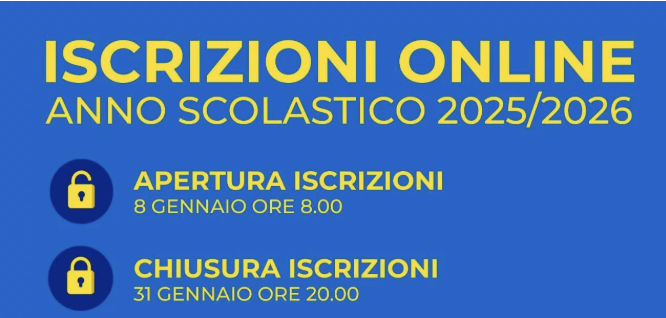 ISCRIZIONI ONLINE
ANNO SCOLASTICO 2025/2026
APERTURA ISCRIZIONI
8 GENNAIO ORE 8.00
CHIUSURA ISCRIZIONI
31 GENNAIO ORE 20.00